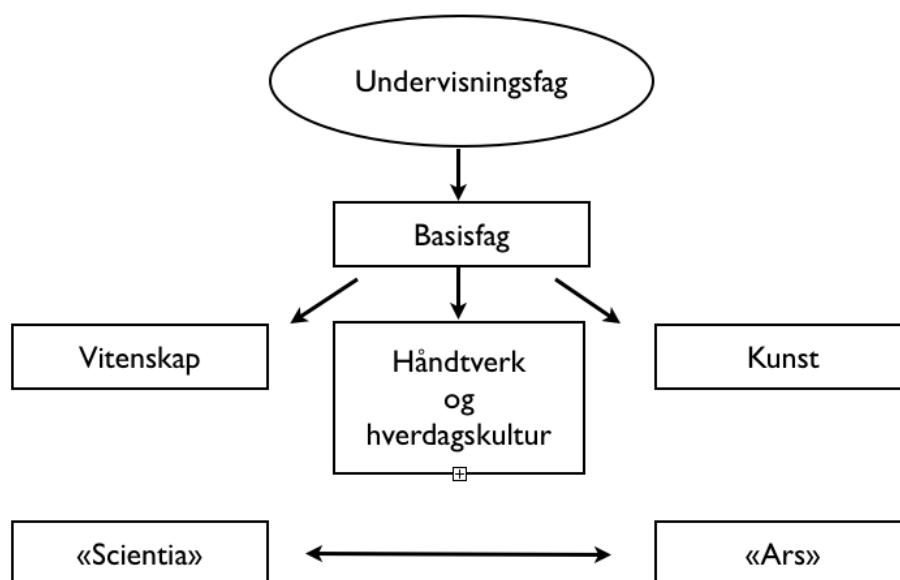 Undervisningsfag
Basisfag
Vitenskap
Håndtverk
og
hverdagskultur
Kunst
«Scientia»
«Ars»